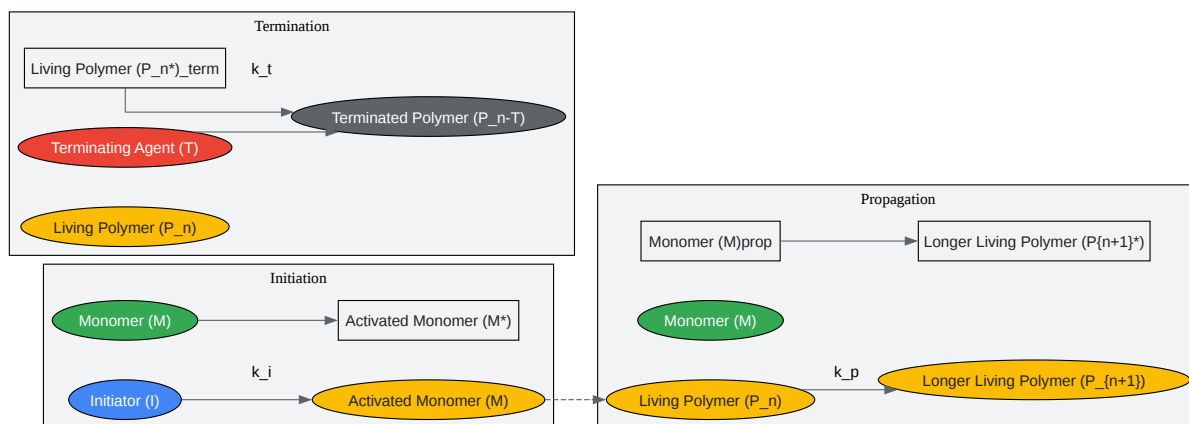 Termination
Living Polymer (P_n*)_term
k_t
Terminated Polymer (P_n-T)
Terminating Agent (T)
Living Polymer (P_n)
Initiation
Monomer (M)
Activated Monomer (M*)
k_i
Initiator (I)
Activated Monomer (M)
Propagation
Monomer (M)prop
Longer Living Polymer (P{n+1}*)
Monomer (M)
k_p
Living Polymer (P_n)
Longer Living Polymer (P_{n+1})